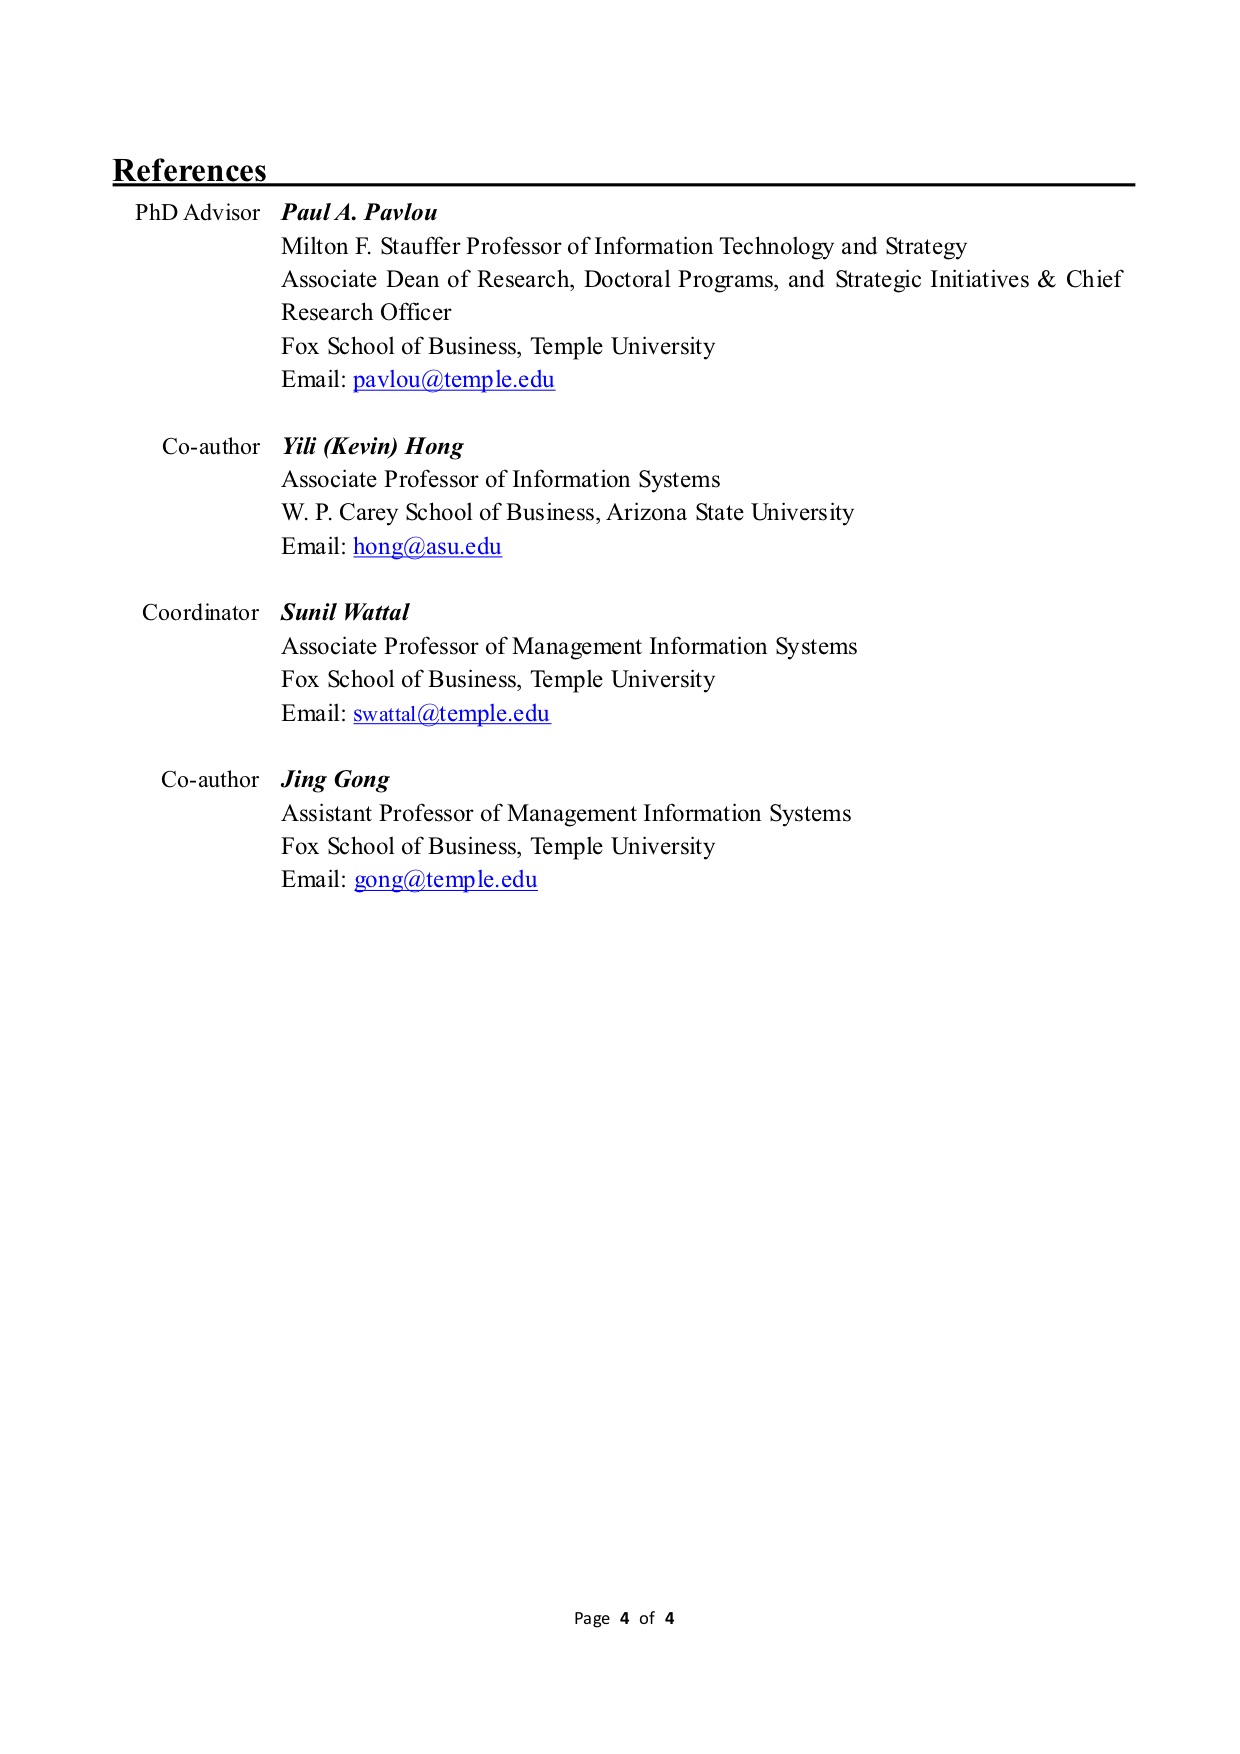 References
PhD Advisor Paul A. Pavlou
Milton F. Stauffer Professor of Information Technology and Strategy
Associate Dean of Research, Doctoral Programs, and Strategic Initiatives & Chief
Research Officer
Fox School of Business, Temple University
Email: pavlou@temple.edu
Co-author Yili (Kevin) Hong
Associate Professor of Information Systems
W. P. Carey School of Business, Arizona State University
Email: hong@asu.edu
Coordinator Sunil Wattal
Associate Professor of Management Information Systems
Fox School of Business, Temple University
Email: swattal@temple.edu
Co-author Jing Gong
Assistant Professor of Management Information Systems
Fox School of Business, Temple University
Email: gong@temple.edu
Page 4 of 4